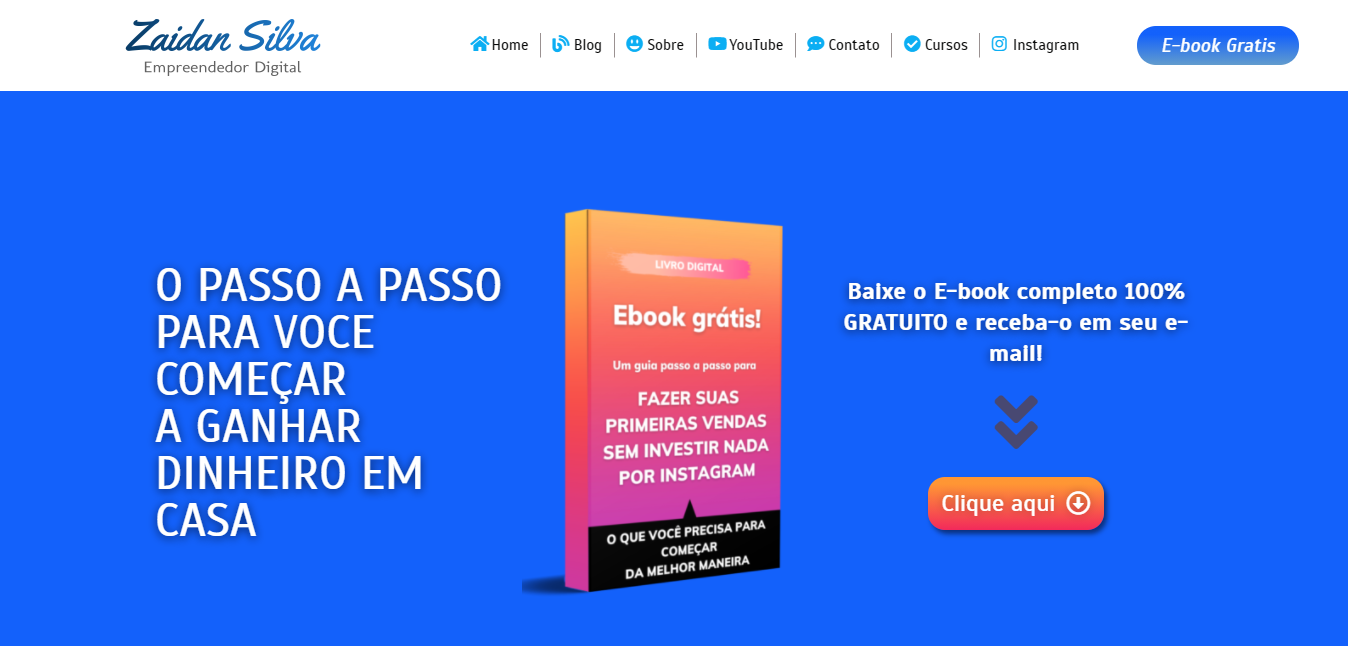 Zaidan Silva
Empreendedor Digital
Home
Blog
Sobre
YouTube
Contato
Cursos
Instagram
E-book Gratis
O PASSO A PASSO
PARA VOCE
COMEÇAR
A GANHAR
DINHEIRO EM
CASA
LIVRO DIGITAL
Ebook grátis!
Um guia passo a passo para
FAZER SUAS
PRIMEIRAS VENDAS
SEM INVESTIR NADA
POR INSTAGRAM
O QUE VOCÊ PRECISA PARA
COMEÇAR
DA MELHOR MANEIRA
Baixe o E-book completo 100%
GRATUITO e receba-o em seu e-
mail!
Clique aqui